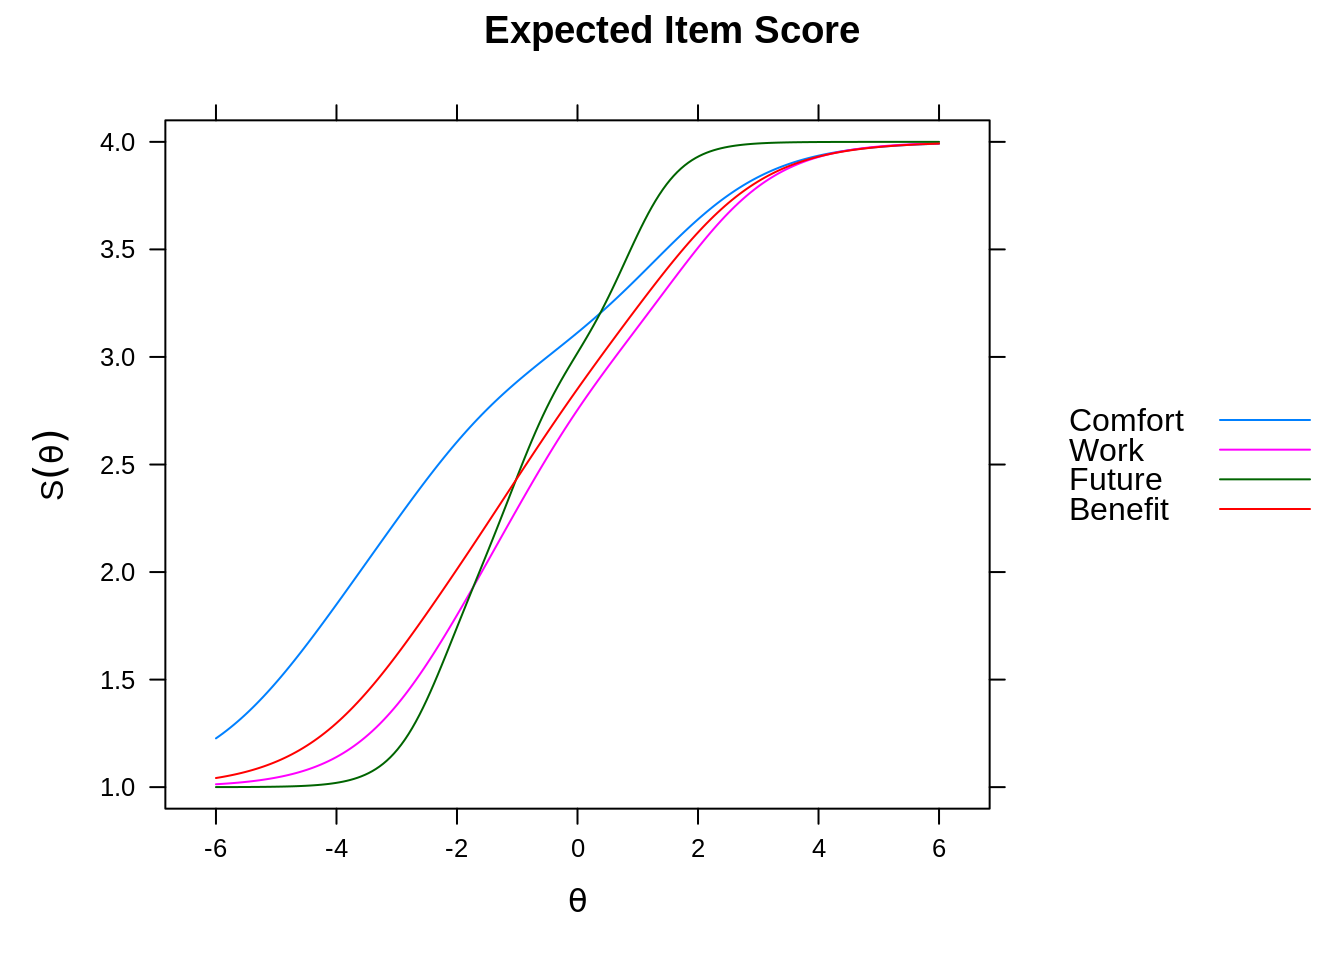 Expected Item Score
4.0
3.5
3.0
2.5
2.0
1.5
1.0
S(θ)
-6 -4 -2 0 2 4 6
θ
Comfort
Work
Future
Benefit